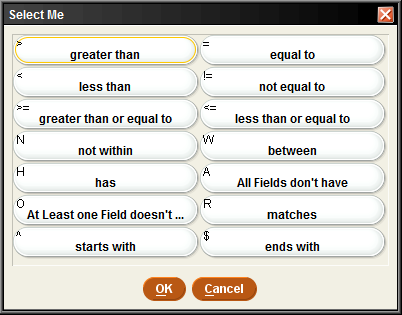 Select Me
>
greater than
=
equal to
<
less than
!=
not equal to
>=
greater than or equal to
<=
less than or equal to
N
not within
W
between
H
has
A
All Fields don't have
O
At Least one Field doesn't ...
R
matches
^
starts with
$
ends with
OK
Cancel